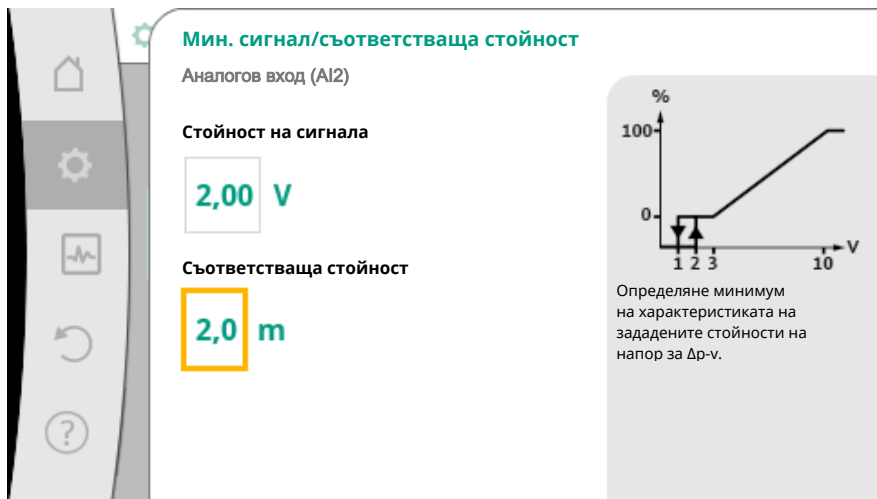 Мин. сигнал/съответстваща стойност
Аналогов вход (AI2)
Стойност на сигнала
2,00 V
Съответстваща стойност
2,0 m
%
100
0
1 2 3 10 V
Определяне минимум
на характеристиката на
зададените стойности на
напор за Δp-v.
?